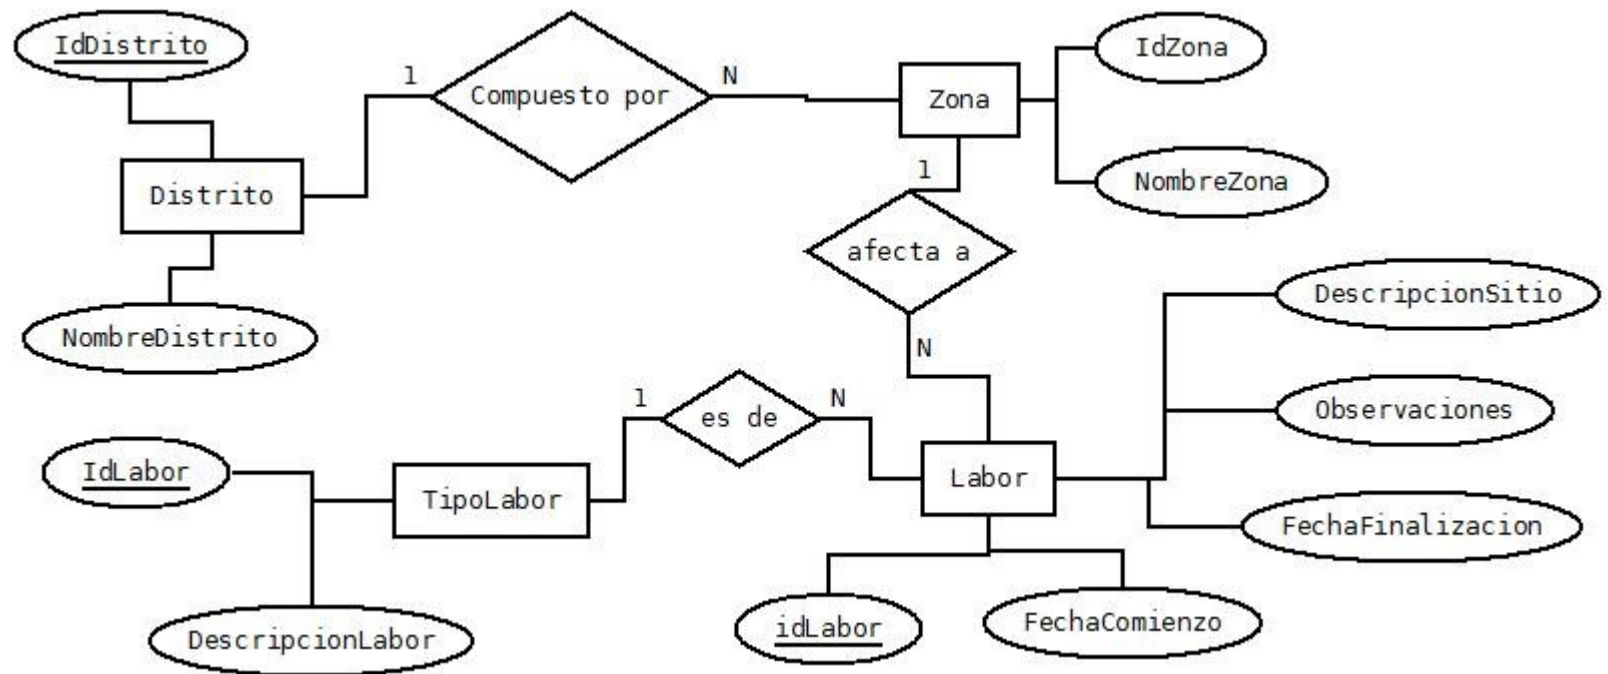 IdDistrito
1
Compuesto por
N
Zona
IdZona
NombreZona
Distrito
NombreDistrito
1
afecta a
N
DescripcionSitio
Observaciones
FechaFinalizacion
1
es de
N
Labor
IdLabor
TipoLabor
DescripcionLabor
idLabor
FechaComienzo